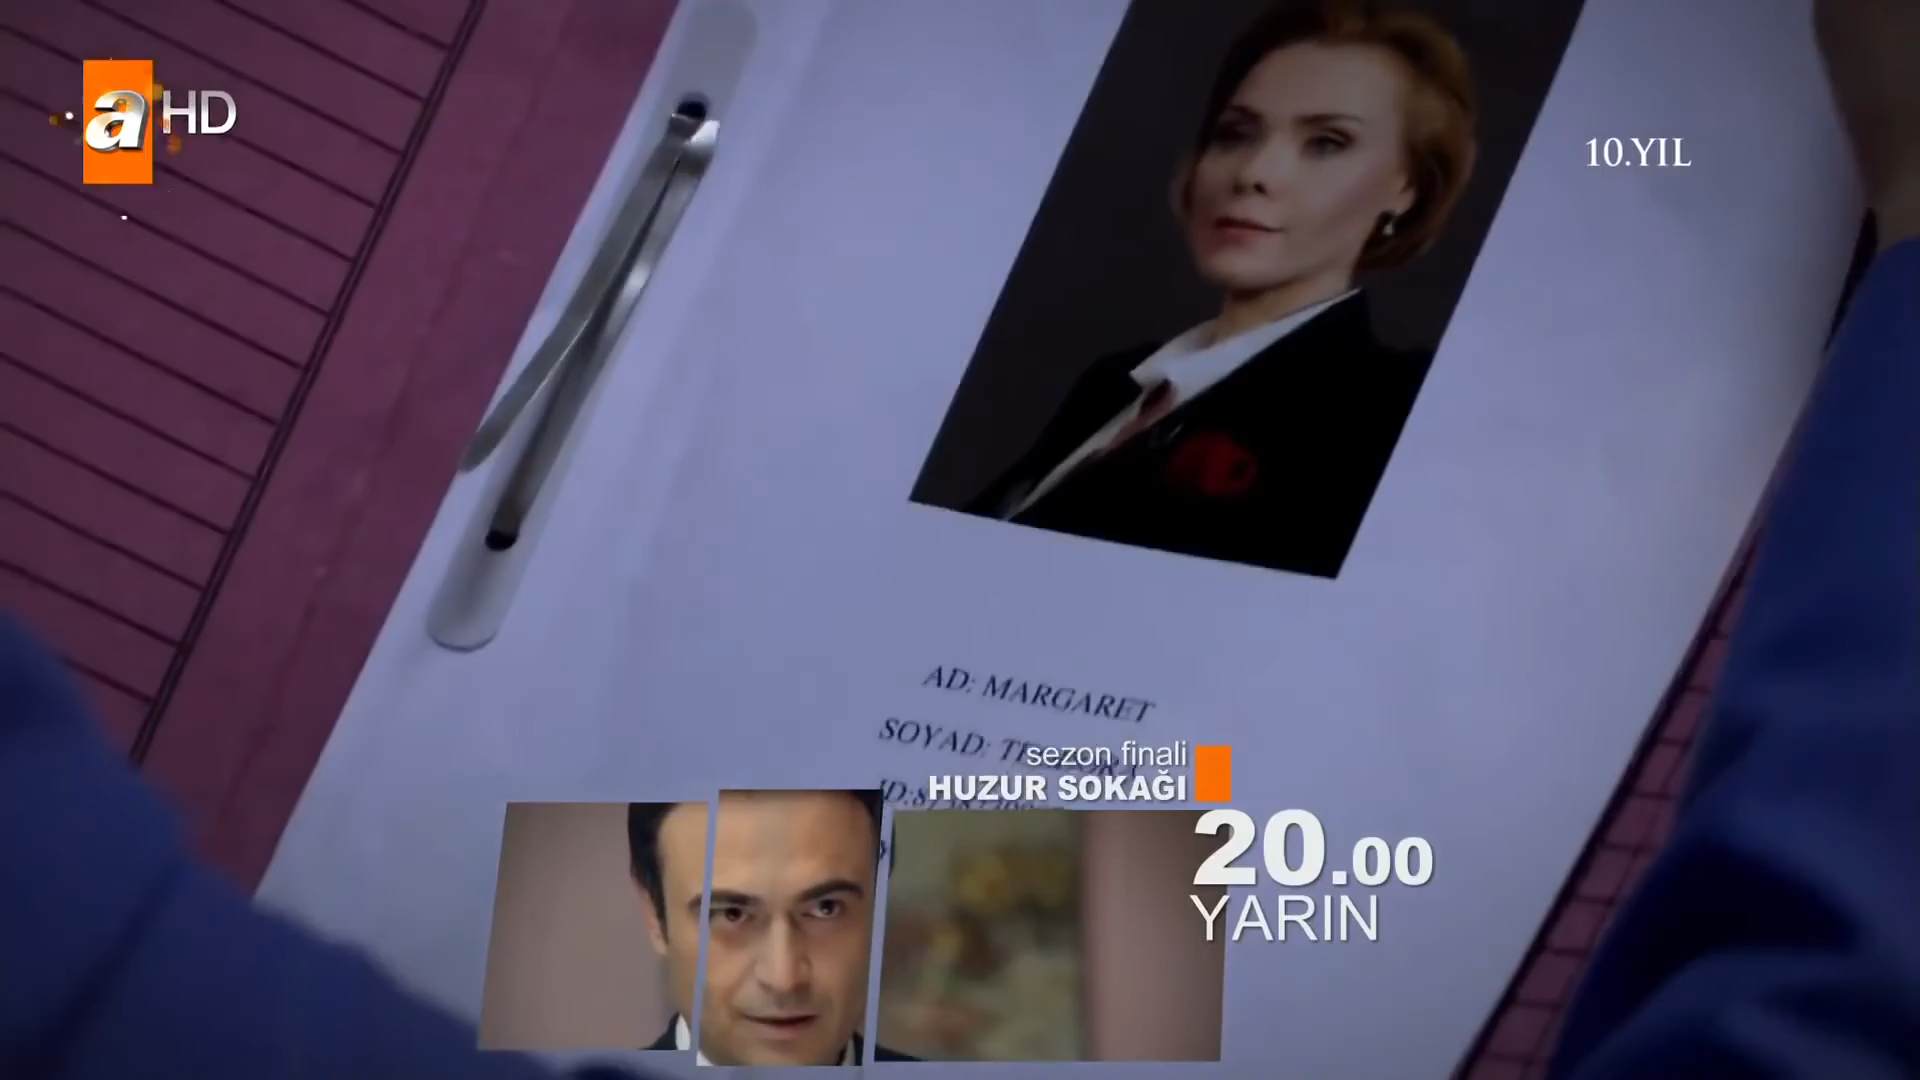 a HD
10.YIL
AD: MARGARET
SOYAD:
sezon finali
HUZUR SOKAĞI
20.00
YARIN